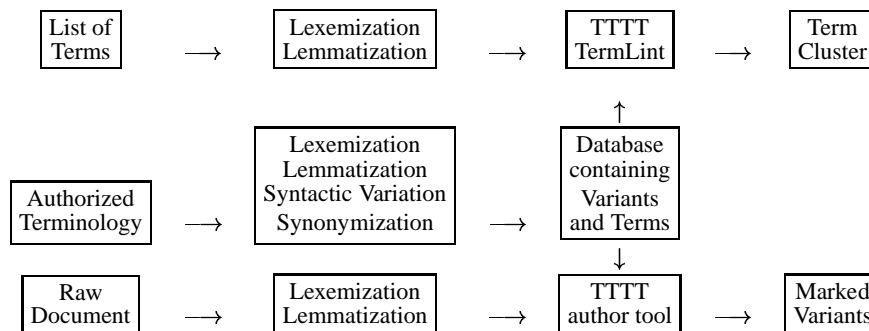 List of
Terms
⟶
Lexemization
Lemmatization
⟶
TTTT
TermLint
⟶
Term
Cluster
↑
Authorized
Terminology
⟶
Lexemization
Lemmatization
Syntactic Variation
Synonymization
⟶
Database
containing
Variants
and Terms
↓
Raw
Document
⟶
Lexemization
Lemmatization
⟶
TTTT
author tool
⟶
Marked
Variants